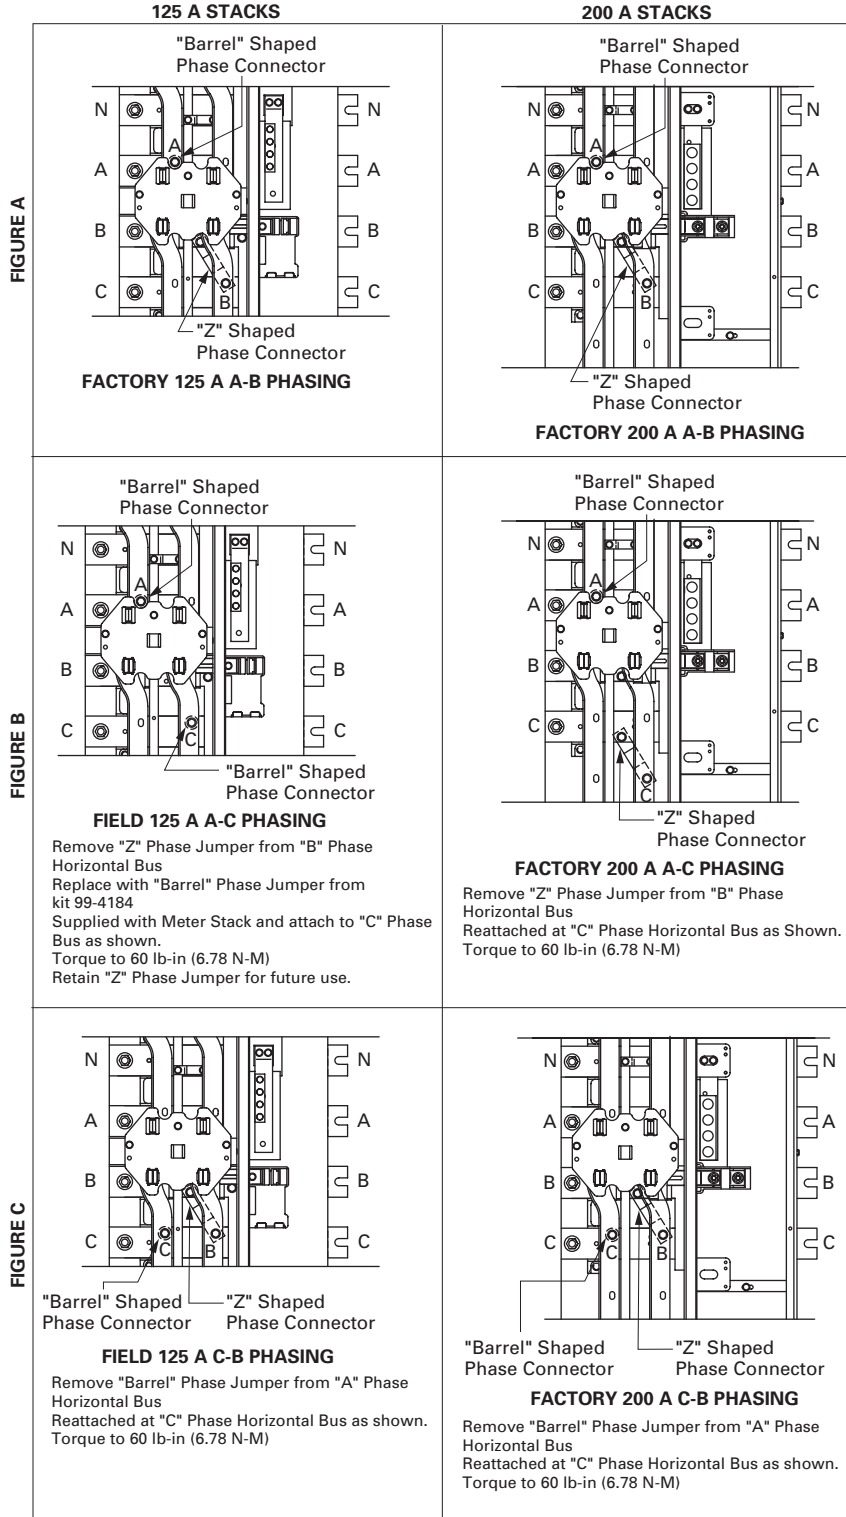 125 A STACKS
200 A STACKS
FIGURE A
"Barrel" Shaped
Phase Connector
N
A
B
C
A
B
N
A
B
C
"Z" Shaped
Phase Connector
FACTORY 125 A A-B PHASING
"Barrel" Shaped
Phase Connector
N
A
B
C
A
B
N
A
B
C
"Z" Shaped
Phase Connector
FACTORY 200 A A-B PHASING
FIGURE B
"Barrel" Shaped
Phase Connector
N
A
B
C
A
C
N
A
B
C
"Barrel" Shaped
Phase Connector
FIELD 125 A A-C PHASING
Remove "Z" Phase Jumper from "B" Phase
Horizontal Bus
Replace with "Barrel" Phase Jumper from
kit 99-4184
Supplied with Meter Stack and attach to "C" Phase
Bus as shown.
Torque to 60 lb-in (6.78 N-M)
Retain "Z" Phase Jumper for future use.
"Barrel" Shaped
Phase Connector
N
A
B
C
A
C
N
A
B
C
"Z" Shaped
Phase Connector
FACTORY 200 A A-C PHASING
Remove "Z" Phase Jumper from "B" Phase
Horizontal Bus
Reattached at "C" Phase Horizontal Bus as Shown.
Torque to 60 lb-in (6.78 N-M)
FIGURE C
N
A
B
C
C
B
N
A
B
C
"Barrel" Shaped
Phase Connector
"Z" Shaped
Phase Connector
FIELD 125 A C-B PHASING
Remove "Barrel" Phase Jumper from "A" Phase
Horizontal Bus
Reattached at "C" Phase Horizontal Bus as shown.
Torque to 60 lb-in (6.78 N-M)
N
A
B
C
C
B
N
A
B
C
"Barrel" Shaped
Phase Connector
"Z" Shaped
Phase Connector
FACTORY 200 A C-B PHASING
Remove "Barrel" Phase Jumper from "A" Phase
Horizontal Bus
Reattached at "C" Phase Horizontal Bus as shown.
Torque to 60 lb-in (6.78 N-M)